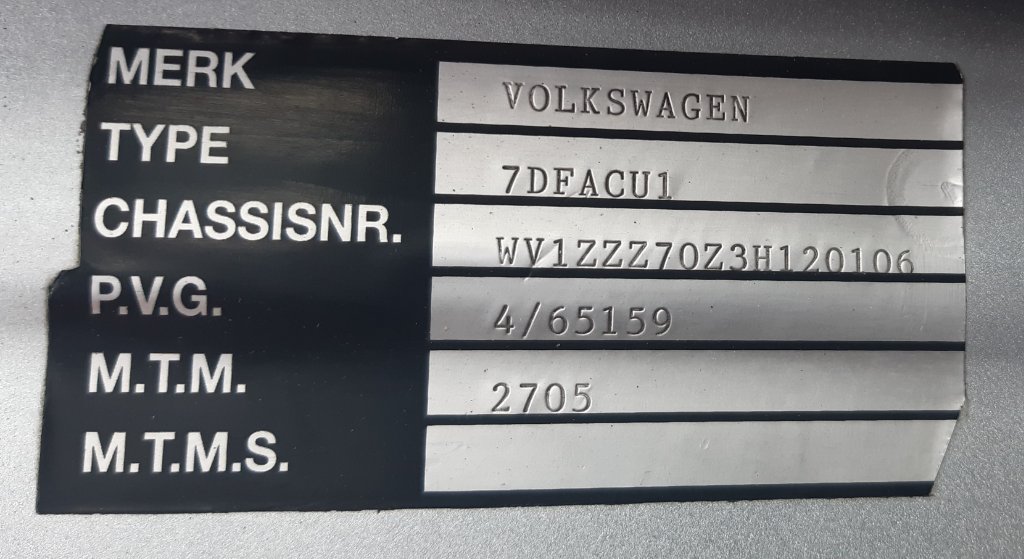 MERK VOLKSWAGEN
TYPE 7DFACU1
CHASSISNR. WV1ZZZ70Z3H120106
P.V.G. 4/65159
M.T.M. 2705
M.T.M.S.